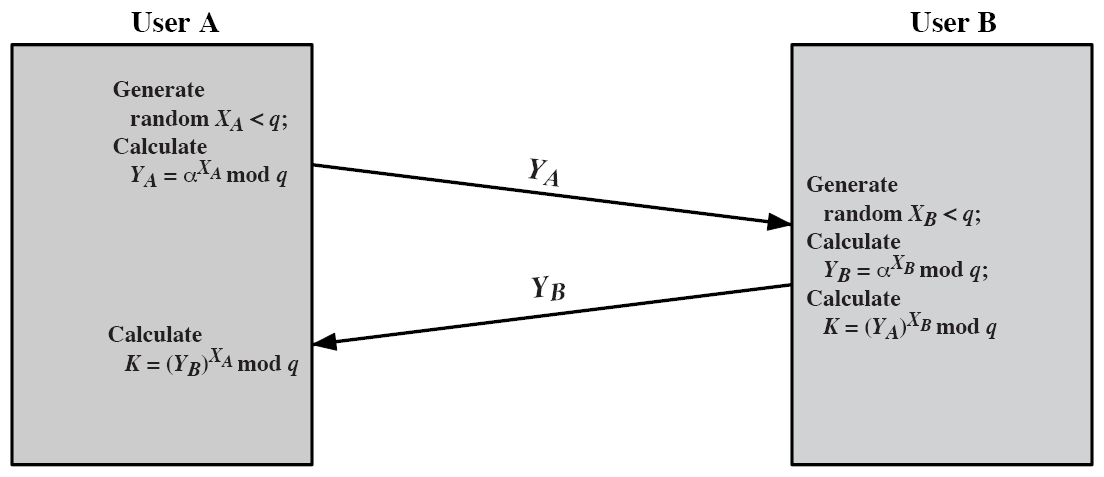 User A
Generate
random X_A < q;
Calculate
Y_A = α^{X_A} mod q
Calculate
K = (Y_B)^{X_A} mod q
Y_A
Y_B
User B
Generate
random X_B < q;
Calculate
Y_B = α^{X_B} mod q;
Calculate
K = (Y_A)^{X_B} mod q